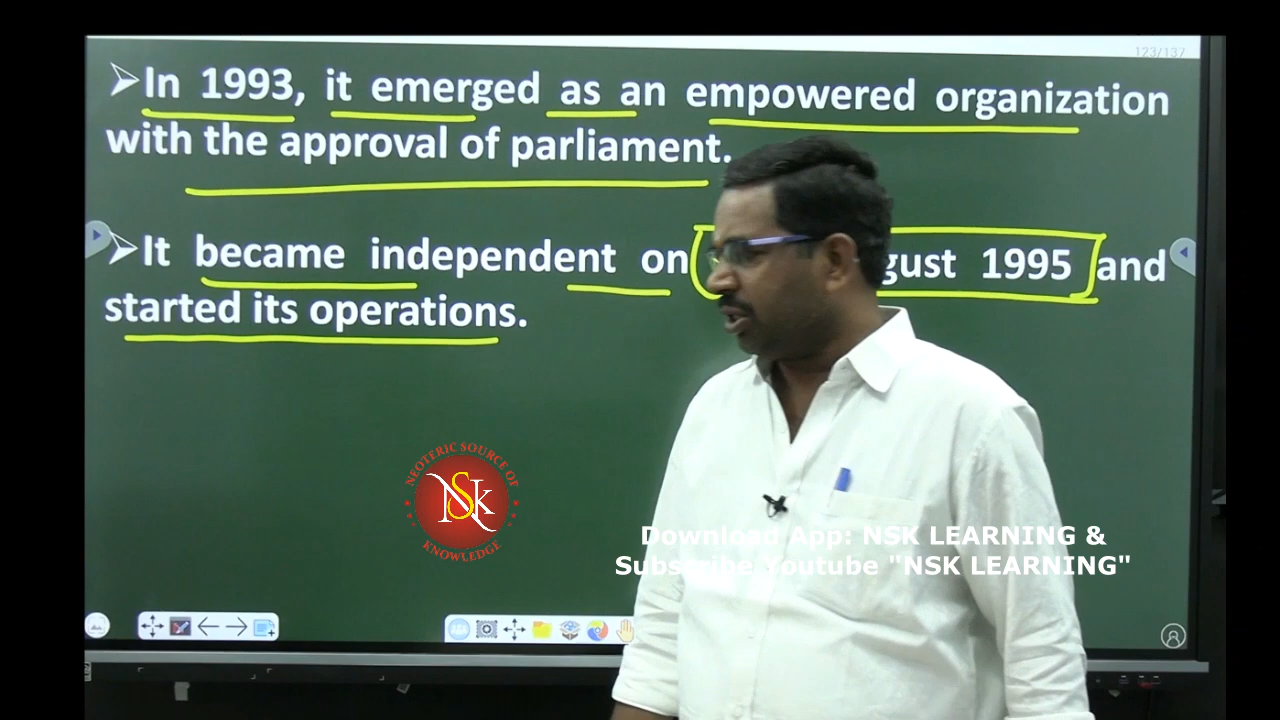 123/137
➢In 1993, it emerged as an empowered organization
with the approval of parliament.
➢It became independent on gust 1995 and
started its operations.
NEOTERIC SOURCE OF
NSK
KNOWLEDGE
Download App: NSK LEARNING &
Subscribe Youtube "NSK LEARNING"